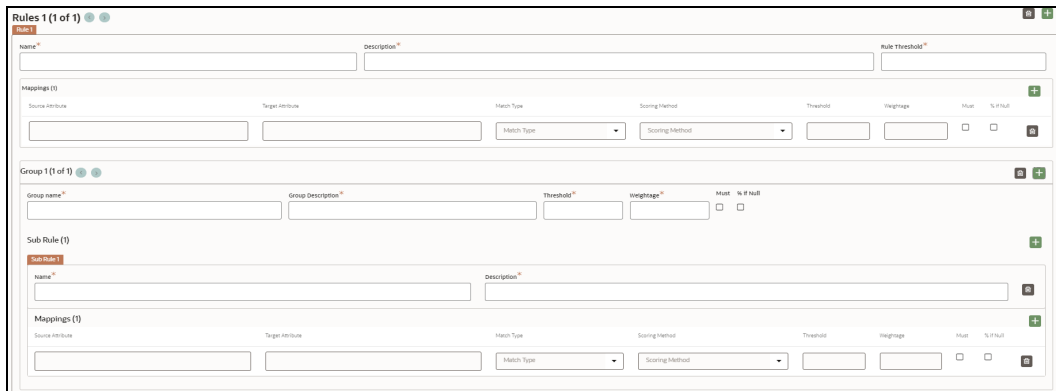 Rules 1 (1 of 1)
Rule 1
Name* Description* Rule Threshold*
Mappings (1)
Source Attribute Target Attribute Match Type Scoring Method Threshold Weightage Must % If Null
Match Type Scoring Method
Group 1 (1 of 1)
Group name* Group Description* Threshold* Weightage* Must % If Null
Sub Rule (1)
Sub Rule 1
Name* Description*
Mappings (1)
Source Attribute Target Attribute Match Type Scoring Method Threshold Weightage Must % If Null
Match Type Scoring Method